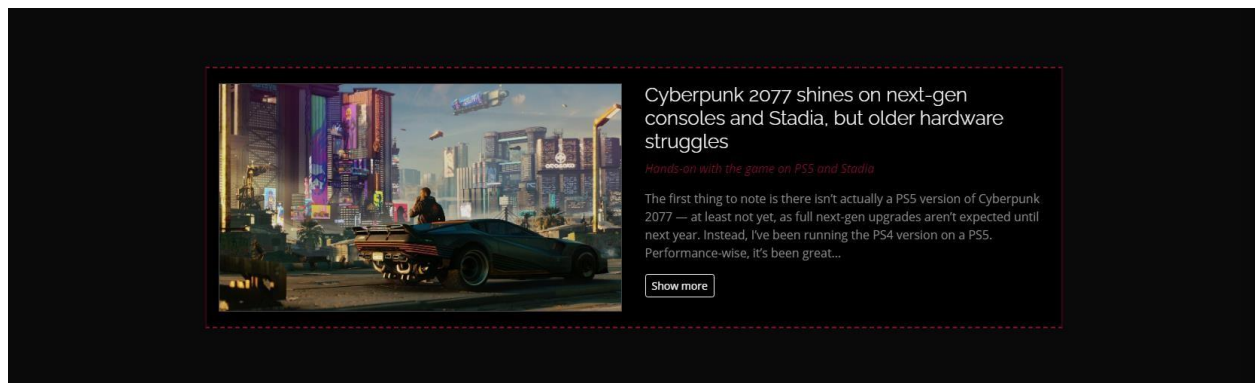 Cyberpunk 2077 shines on next-gen
consoles and Stadia, but older hardware
struggles
Hands-on with the game on PS5 and Stadia
The first thing to note is there isn't actually a PS5 version of Cyberpunk
2077 — at least not yet, as full next-gen upgrades aren't expected until
next year. Instead, I've been running the PS4 version on a PS5.
Performance-wise, it's been great...
Show more